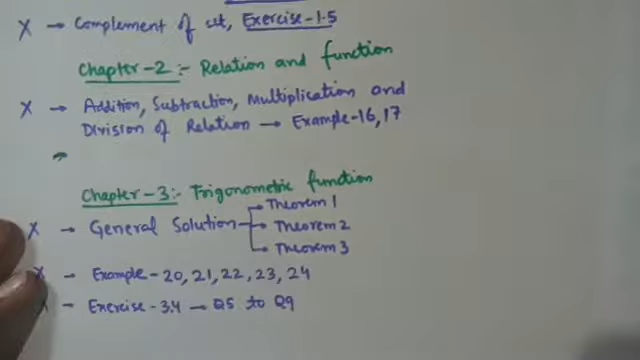 X → Complement of set, Exercise-1.5
Chapter-2:- Relation and function
X → Addition, Subtraction, Multiplication and
Division of Relation → Example-16,17
Chapter-3:- Trigonometric function
X → General Solution → Theorem 1
→ Theorem 2
→ Theorem 3
X - Example-20, 21, 22, 23, 24
- Exercise-3.4 → Q5 to Q9